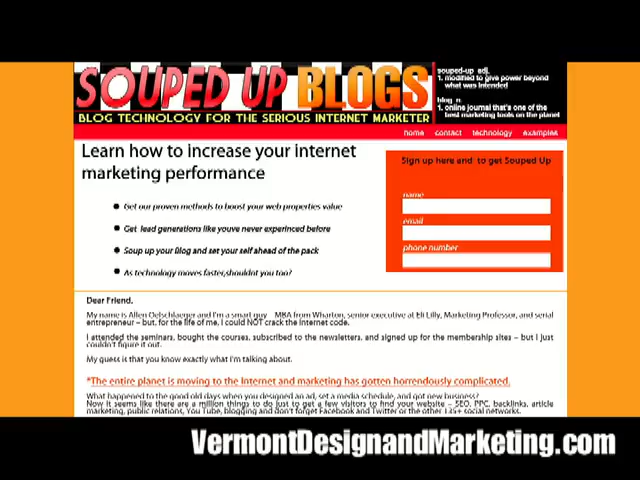 SOUPED UP BLOGS
BLOG TECHNOLOGY FOR THE SERIOUS INTERNET MARKETER
souped-up adj.
1. modified to give power beyond
what was intended
blog n.
1. online journal that's one of the
best marketing tools on the planet
home contact technology examples
Learn how to increase your internet
marketing performance
Get our proven methods to boost your web properties value
Get lead generations like youve never experinced before
Soup up your Blog and set your self ahead of the pack
As technology moves faster,shouldnt you too?
Sign up here and to get Souped Up
name
email
phone number
Dear Friend,
My name is Allen Oelschlaeger and I'm a smart guy – MBA from Wharton, senior executive at Eli Lilly, Marketing Professor, and serial
entrepreneur – but, for the life of me, I could NOT crack the Internet code.
I attended the seminars, bought the courses, subscribed to the newsletters, and signed up for the membership sites – but I just
couldn't figure it out.
My guess is that you know exactly what I'm talking about.
*The entire planet is moving to the Internet and marketing has gotten horrendously complicated.
What happened to the good old days when you designed an ad, set a media schedule, and got new business?
Now it seems like there are a million things to do just to get a few visitors to find your website – SEO, PPC, backlinks, article
marketing, public relations, You Tube, blogging and don't forget Facebook and Twitter or the other 135+ social networks.
VermontDesignandMarketing.com